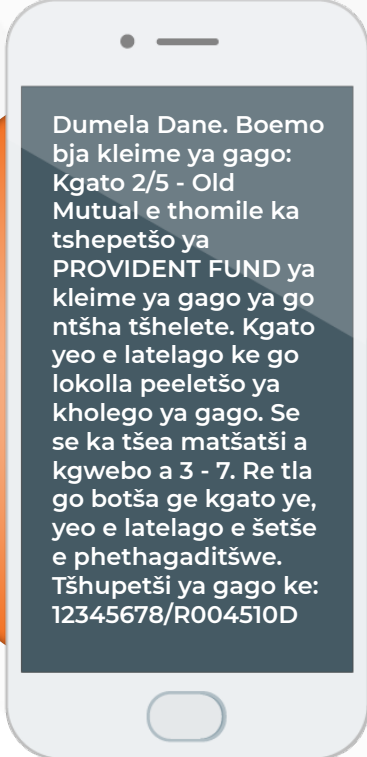 Dumela Dane. Boemo
bja kleime ya gago:
Kgato 2/5 - Old
Mutual e thomile ka
tshepetšo ya
PROVIDENT FUND ya
kleime ya gago ya go
ntšha tšhelete. Kgato
yeo e latelago ke go
lokolla peeletšo ya
kholego ya gago. Se
se ka tšea matšatši a
kgwebo a 3 - 7. Re tla
go botša ge kgato ye,
yeo e latelago e šetše
e phethagaditšwe.
Tšhupetši ya gago ke:
12345678/R004510D